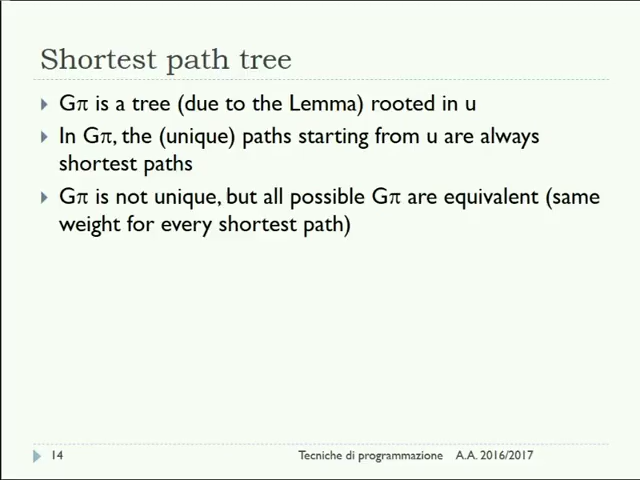 Shortest path tree
Gπ is a tree (due to the Lemma) rooted in u
In Gπ, the (unique) paths starting from u are always
shortest paths
Gπ is not unique, but all possible Gπ are equivalent (same
weight for every shortest path)
14 Tecniche di programmazione A.A. 2016/2017